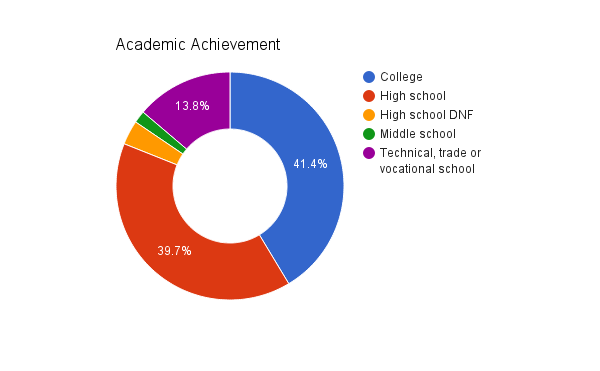 Academic Achievement
College
High school
High school DNF
Middle school
Technical, trade or
vocational school
13.8%
41.4%
39.7%